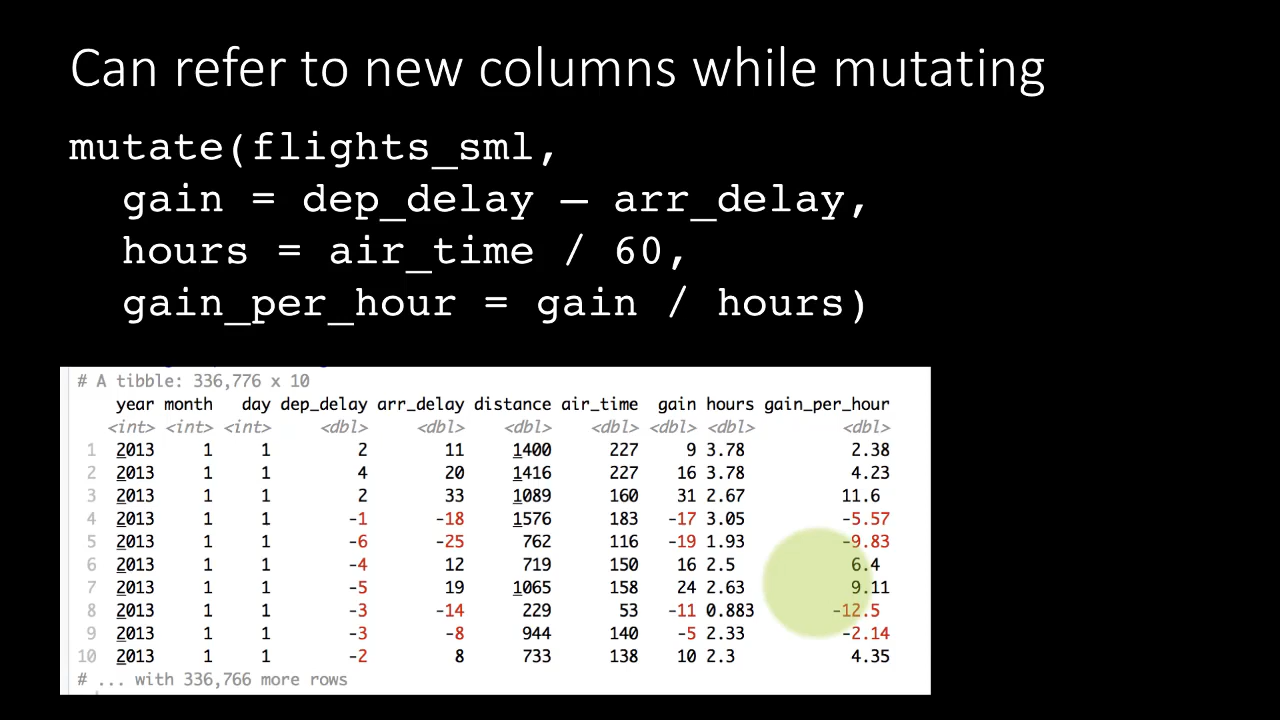 Can refer to new columns while mutating
mutate(flights_sml,
gain = dep_delay – arr_delay,
hours = air_time / 60,
gain_per_hour = gain / hours)
# A tibble: 336,776 x 10
year month day dep_delay arr_delay distance air_time gain hours gain_per_hour
<int> <int> <int> <dbl> <dbl> <dbl> <dbl> <dbl> <dbl> <dbl>
1 2013 1 1 2 11 1400 227 9 3.78 2.38
2 2013 1 1 4 20 1416 227 16 3.78 4.23
3 2013 1 1 2 33 1089 160 31 2.67 11.6
4 2013 1 1 -1 -18 1576 183 -17 3.05 -5.57
5 2013 1 1 -6 -25 762 116 -19 1.93 -9.83
6 2013 1 1 -4 12 719 150 16 2.5 6.4
7 2013 1 1 -5 19 1065 158 24 2.63 9.11
8 2013 1 1 -3 -14 229 53 -11 0.883 -12.5
9 2013 1 1 -3 -8 944 140 -5 2.33 -2.14
10 2013 1 1 -2 8 733 138 10 2.3 4.35
# ... with 336,766 more rows